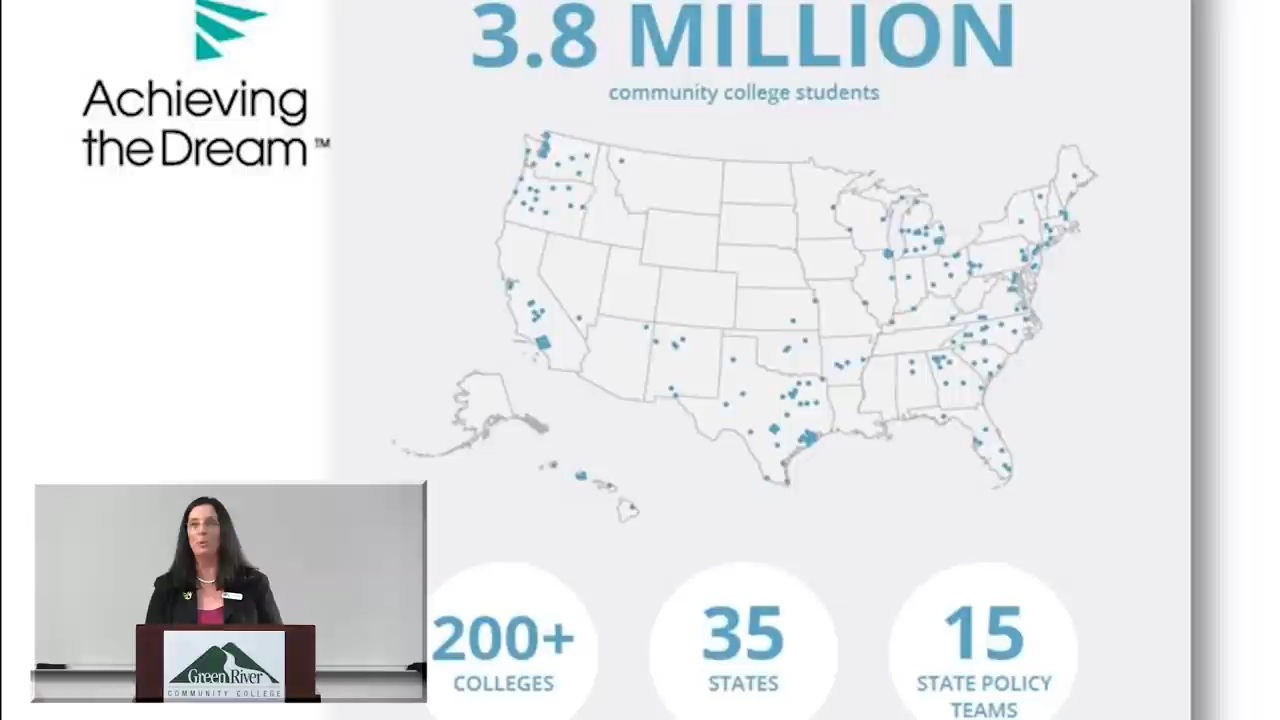 Achieving
the Dream™
3.8 MILLION
community college students
200+
COLLEGES
35
STATES
15
STATE POLICY
TEAMS
Green River
COMMUNITY COLLEGE